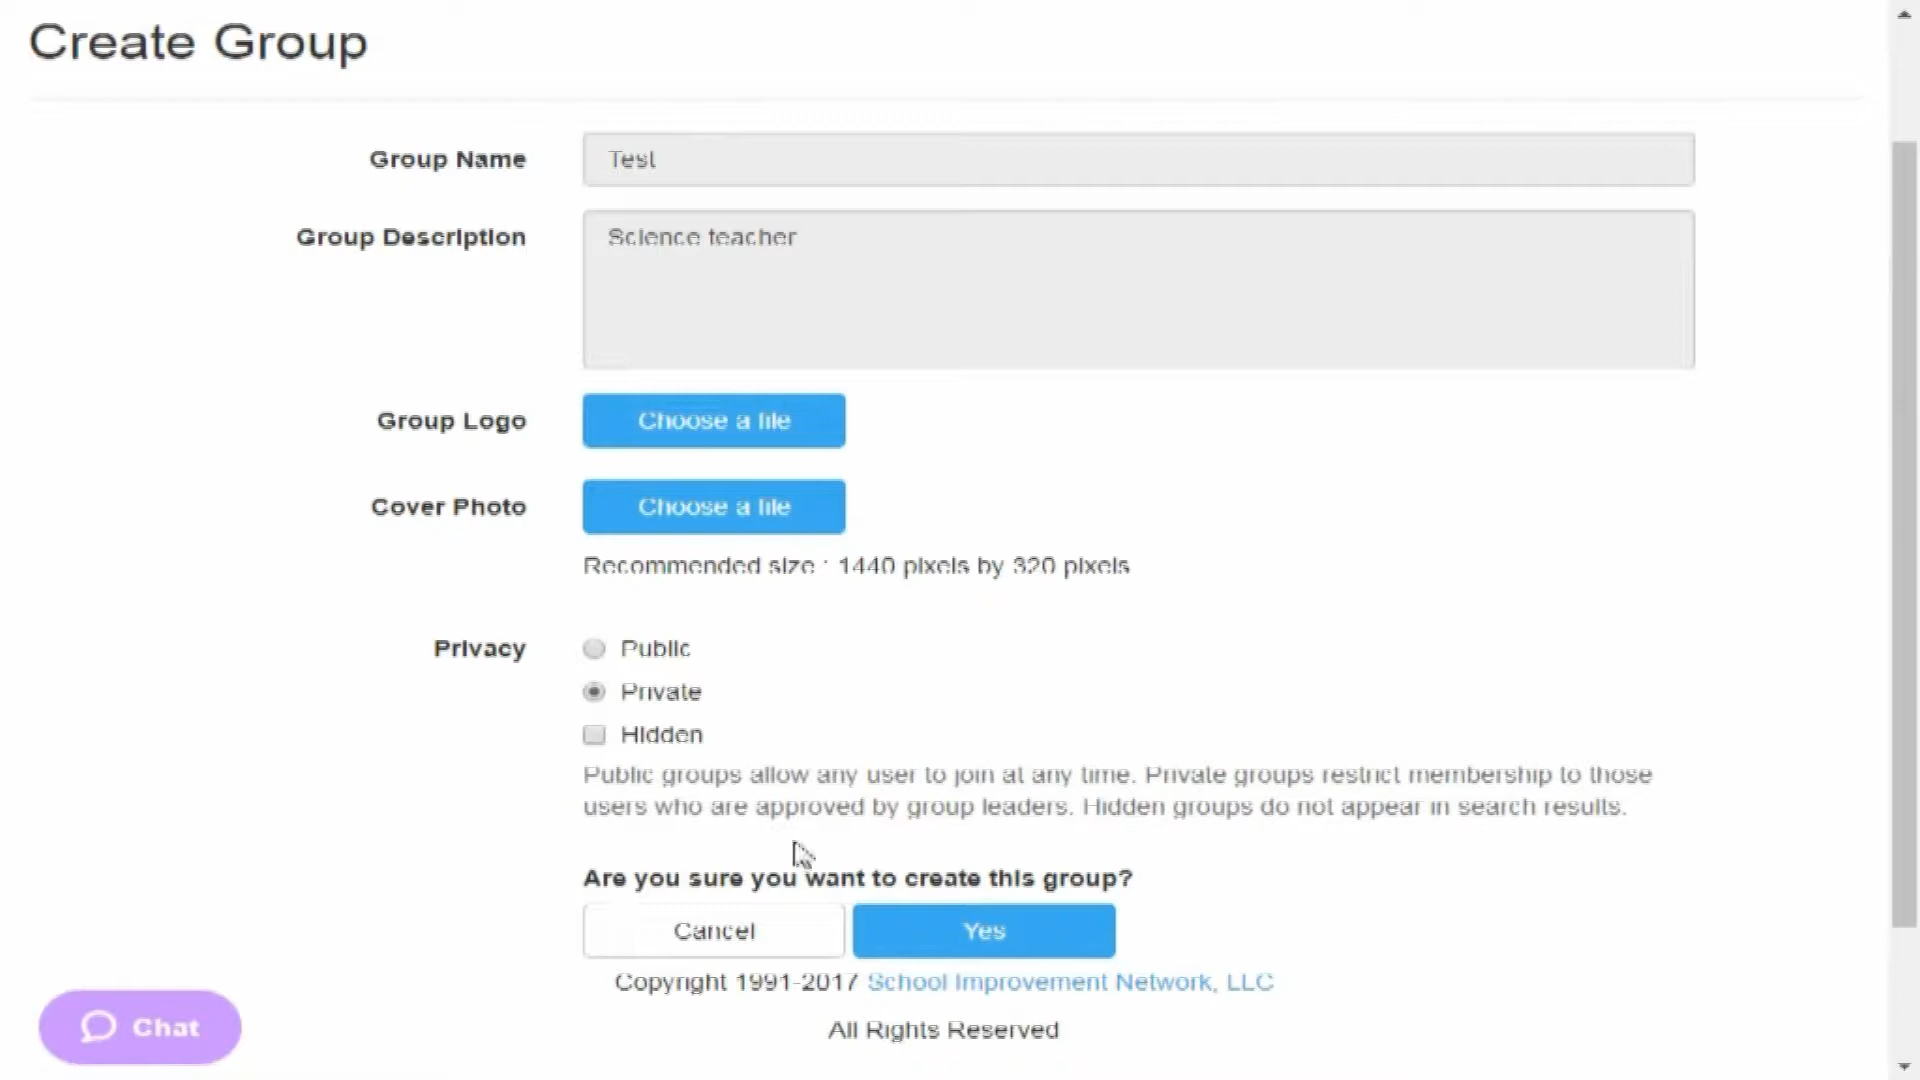 Create Group
Group Name
Test
Group Description
Science teacher
Group Logo
Choose a file
Cover Photo
Choose a file
Recommended size : 1440 pixels by 320 pixels
Privacy
Public
Private
Hidden
Public groups allow any user to join at any time. Private groups restrict membership to those
users who are approved by group leaders. Hidden groups do not appear in search results.
Are you sure you want to create this group?
Cancel
Yes
Copyright 1991-2017 School Improvement Network, LLC
Chat
All Rights Reserved